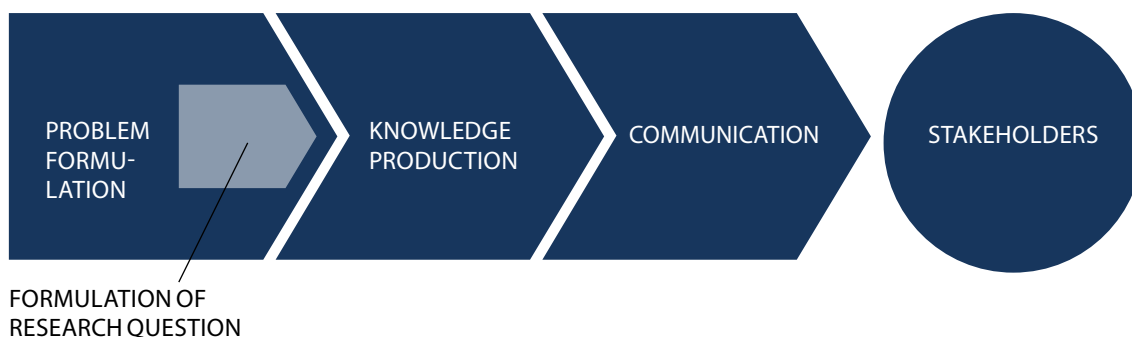 PROBLEM
FORMU-
LATION
KNOWLEDGE
PRODUCTION
COMMUNICATION
STAKEHOLDERS
FORMULATION OF
RESEARCH QUESTION